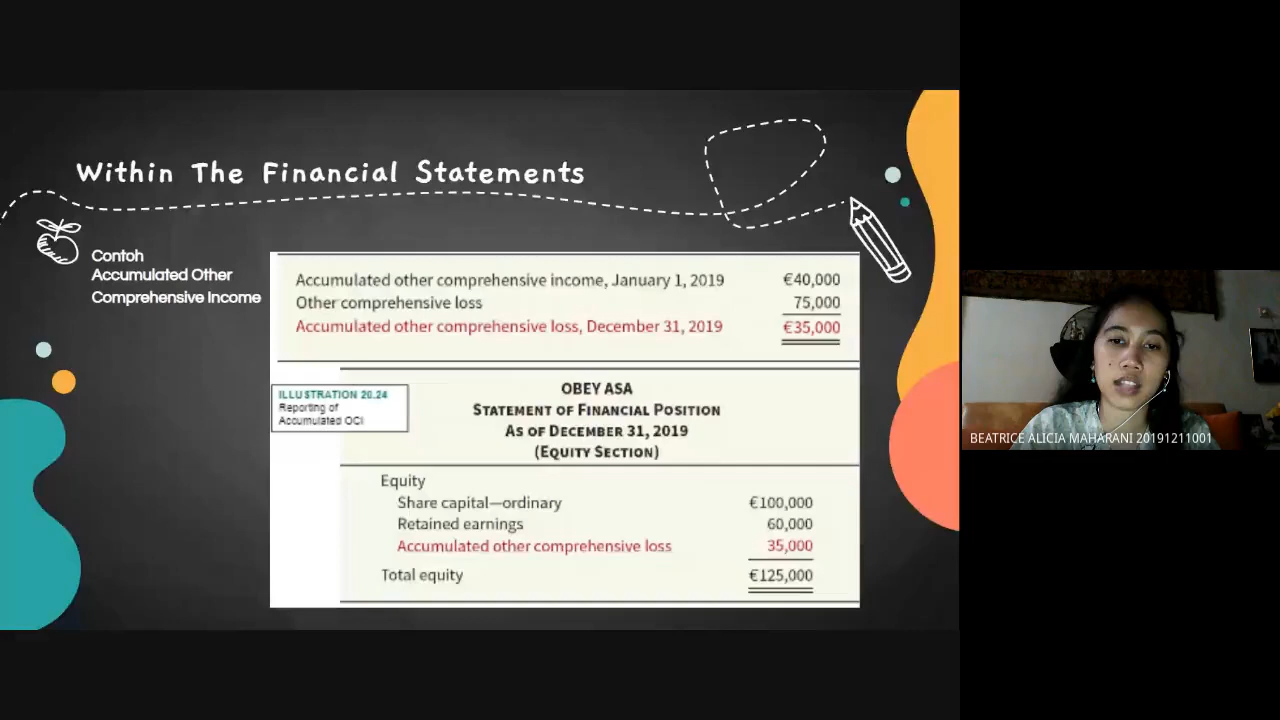 Within The Financial Statements
Contoh
Accumulated Other
Comprehensive Income
Accumulated other comprehensive income, January 1, 2019 €40,000
Other comprehensive loss 75,000
Accumulated other comprehensive loss, December 31, 2019 €35,000
ILLUSTRATION 20.24
Reporting of
Accumulated OCI
OBEY ASA
STATEMENT OF FINANCIAL POSITION
AS OF DECEMBER 31, 2019
(EQUITY SECTION)
Equity
Share capital—ordinary €100,000
Retained earnings 60,000
Accumulated other comprehensive loss 35,000
Total equity €125,000
BEATRICE ALICIA MAHARANI 20191211001